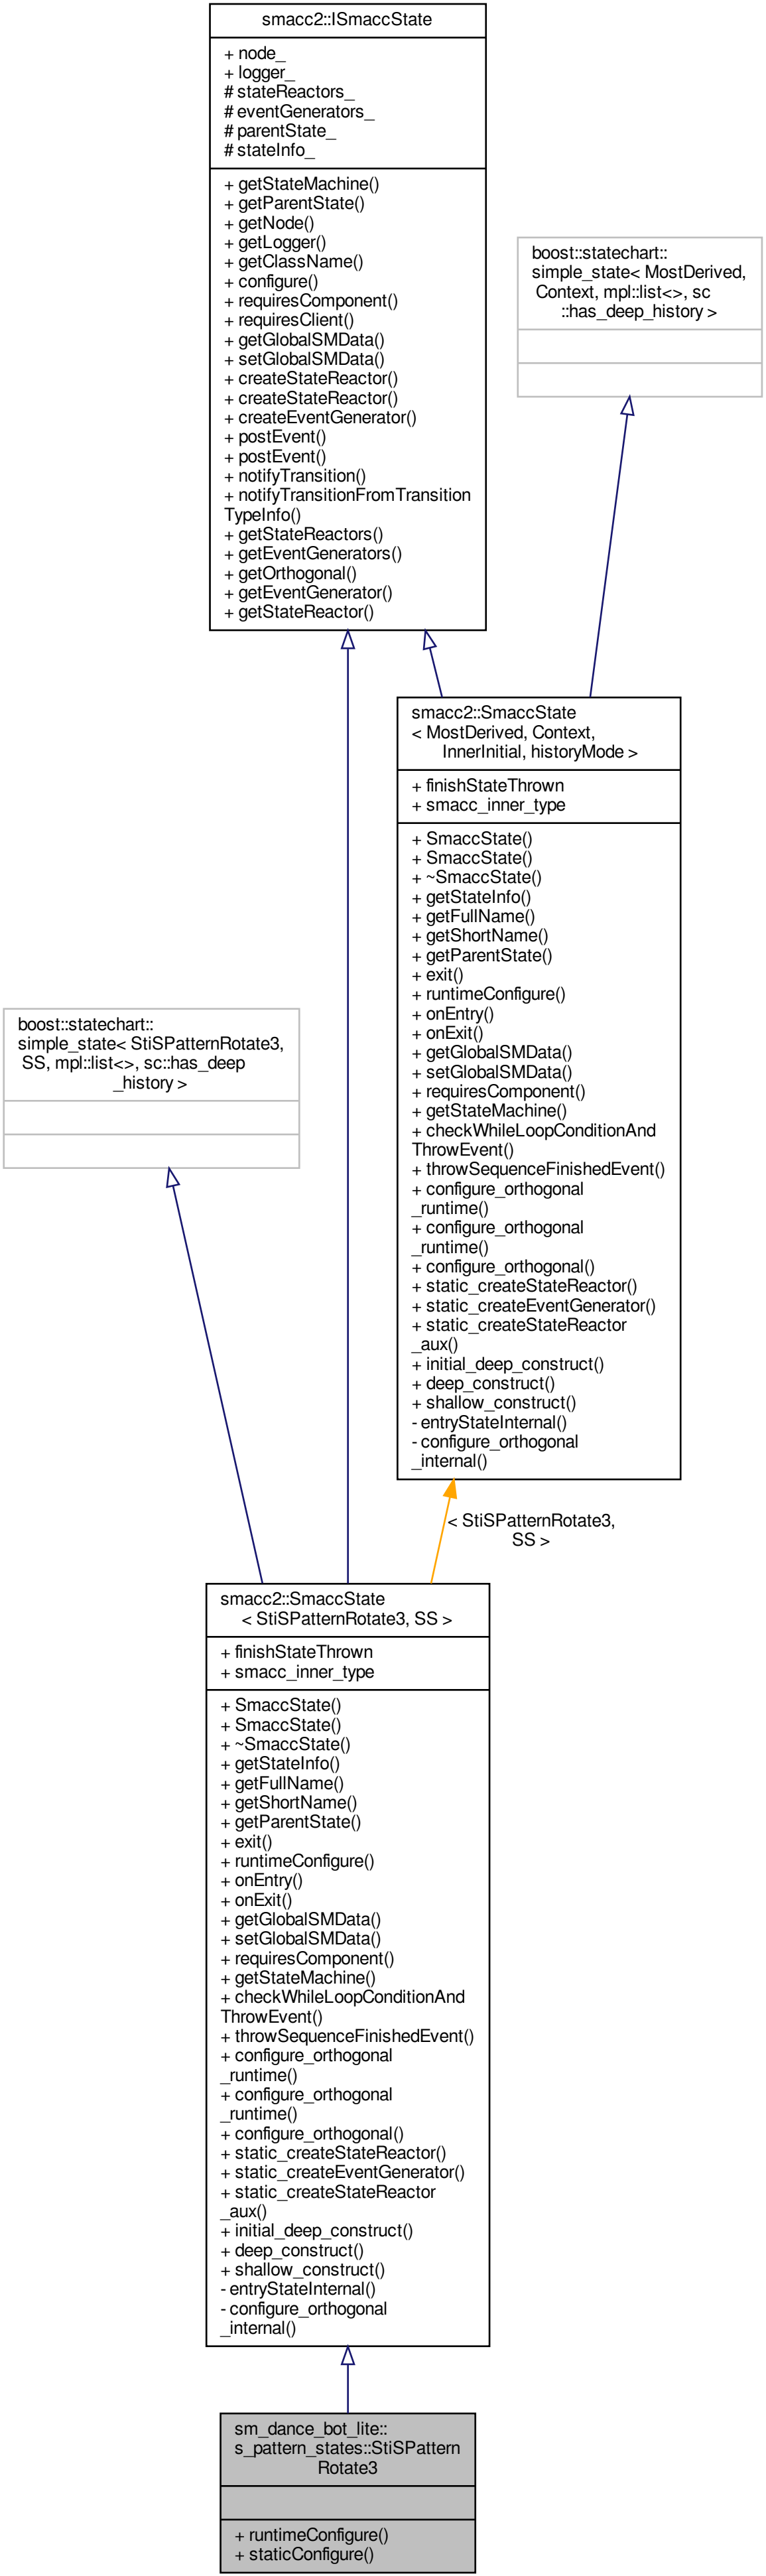 smacc2::ISmaccState
+ node_
+ logger_
# stateReactors_
# eventGenerators_
# parentState_
# stateInfo_
+ getStateMachine()
+ getParentState()
+ getNode()
+ getLogger()
+ getClassName()
+ configure()
+ requiresComponent()
+ requiresClient()
+ getGlobalSMData()
+ setGlobalSMData()
+ createStateReactor()
+ createStateReactor()
+ createEventGenerator()
+ postEvent()
+ postEvent()
+ notifyTransition()
+ notifyTransitionFromTransition
TypeInfo()
+ getStateReactors()
+ getEventGenerators()
+ getOrthogonal()
+ getEventGenerator()
+ getStateReactor()
boost::statechart::
simple_state< MostDerived,
Context, mpl::list<>, sc
::has_deep_history >
smacc2::SmaccState
< MostDerived, Context,
InnerInitial, historyMode >
+ finishStateThrown
+ smacc_inner_type
+ SmaccState()
+ SmaccState()
+ ~SmaccState()
+ getStateInfo()
+ getFullName()
+ getShortName()
+ getParentState()
+ exit()
+ runtimeConfigure()
+ onEntry()
+ onExit()
+ getGlobalSMData()
+ setGlobalSMData()
+ requiresComponent()
+ getStateMachine()
+ checkWhileLoopConditionAnd
ThrowEvent()
+ throwSequenceFinishedEvent()
+ configure_orthogonal
_runtime()
+ configure_orthogonal
_runtime()
+ configure_orthogonal()
+ static_createStateReactor()
+ static_createEventGenerator()
+ static_createStateReactor
_aux()
+ initial_deep_construct()
+ deep_construct()
+ shallow_construct()
- entryStateInternal()
- configure_orthogonal
_internal()
boost::statechart::
simple_state< StiSPatternRotate3,
SS, mpl::list<>, sc::has_deep
_history >
< StiSPatternRotate3,
SS >
smacc2::SmaccState
< StiSPatternRotate3, SS >
+ finishStateThrown
+ smacc_inner_type
+ SmaccState()
+ SmaccState()
+ ~SmaccState()
+ getStateInfo()
+ getFullName()
+ getShortName()
+ getParentState()
+ exit()
+ runtimeConfigure()
+ onEntry()
+ onExit()
+ getGlobalSMData()
+ setGlobalSMData()
+ requiresComponent()
+ getStateMachine()
+ checkWhileLoopConditionAnd
ThrowEvent()
+ throwSequenceFinishedEvent()
+ configure_orthogonal
_runtime()
+ configure_orthogonal
_runtime()
+ configure_orthogonal()
+ static_createStateReactor()
+ static_createEventGenerator()
+ static_createStateReactor
_aux()
+ initial_deep_construct()
+ deep_construct()
+ shallow_construct()
- entryStateInternal()
- configure_orthogonal
_internal()
sm_dance_bot_lite::
s_pattern_states::StiSPattern
Rotate3
+ runtimeConfigure()
+ staticConfigure()